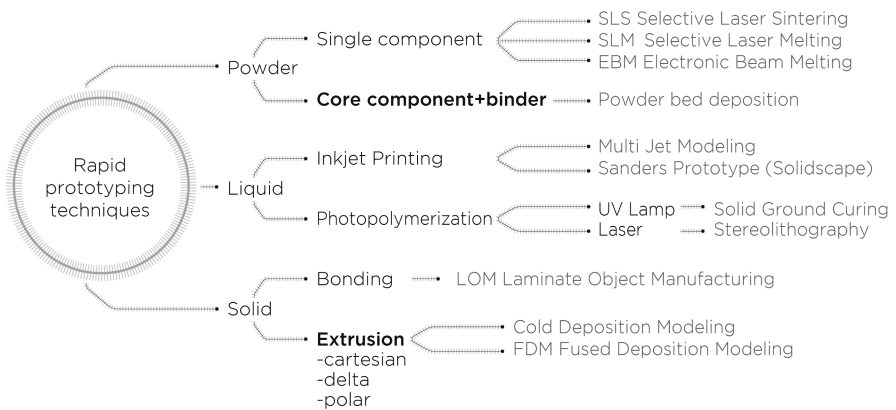 Rapid
prototyping
techniques
Powder
Single component
SLS Selective Laser Sintering
SLM Selective Laser Melting
EBM Electronic Beam Melting
Core component+binder
Powder bed deposition
Liquid
Inkjet Printing
Multi Jet Modeling
Sanders Prototype (Solidscape)
Photopolymerization
UV Lamp
Solid Ground Curing
Laser
Stereolithography
Solid
Bonding
LOM Laminate Object Manufacturing
Extrusion
-cartesian
-delta
-polar
Cold Deposition Modeling
FDM Fused Deposition Modeling